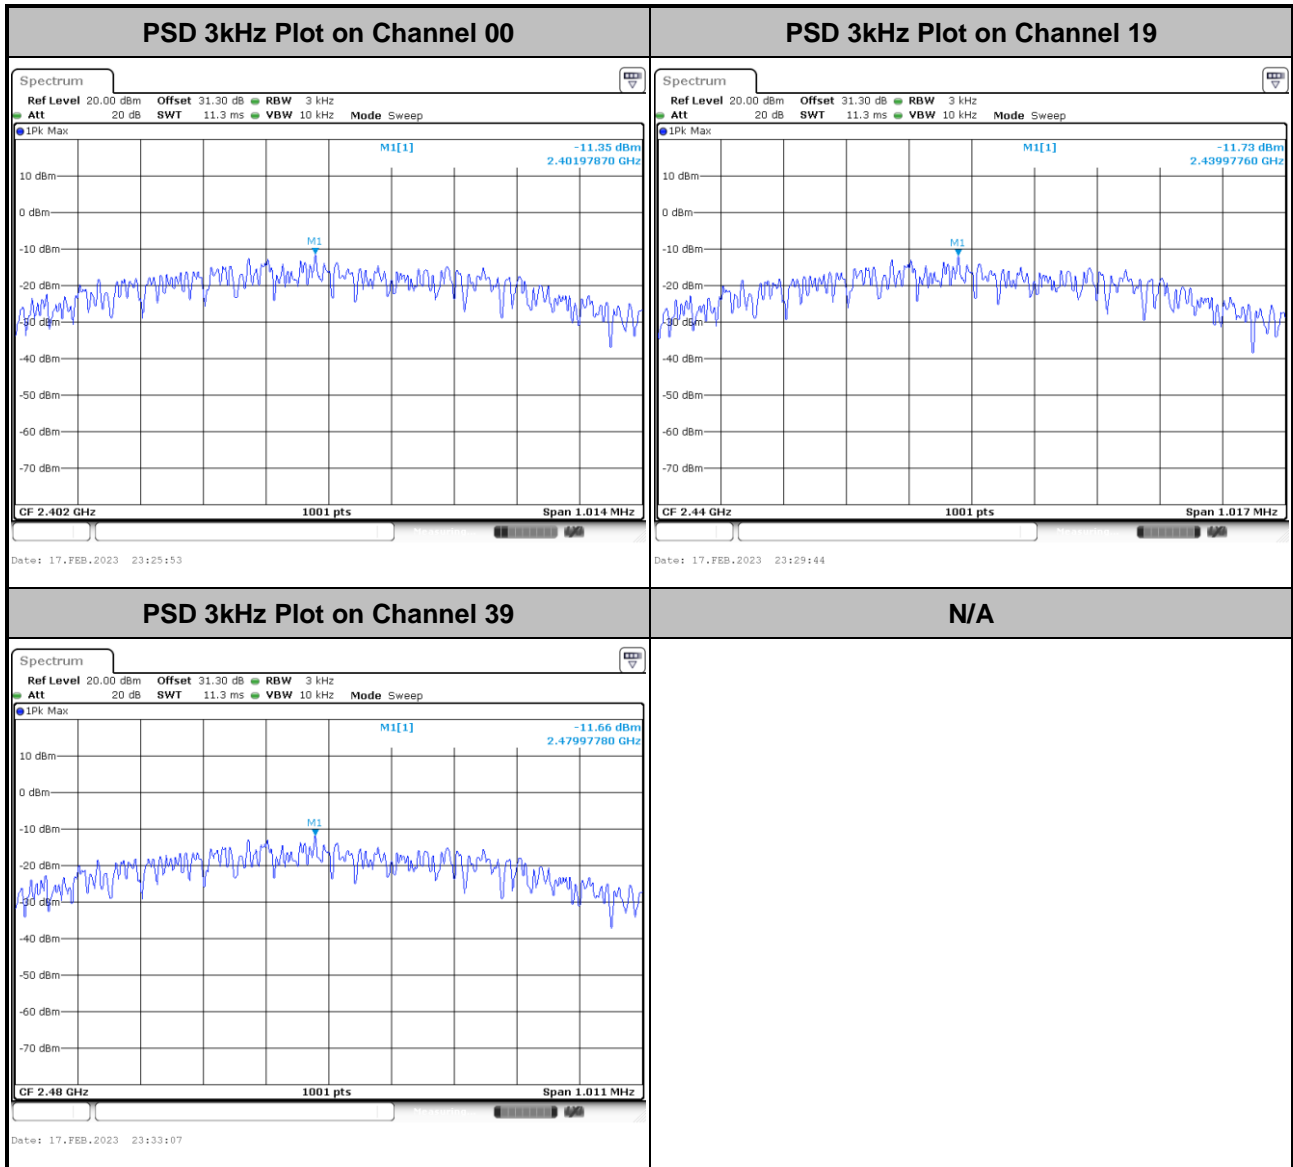 PSD 3kHz Plot on Channel 00
Spectrum
Ref Level 20.00 dBm Offset 31.30 dB RBW 3 kHz
Att 20 dB SWT 11.3 ms VBW 10 kHz Mode Sweep
1Pk Max
M1[1] -11.35 dBm
2.40197870 GHz
10 dBm
0 dBm
M1
-10 dBm
-20 dBm
-30 dBm
-40 dBm
-50 dBm
-60 dBm
-70 dBm
CF 2.402 GHz 1001 pts Span 1.014 MHz
Measuring...
Date: 17.FEB.2023 23:25:53
PSD 3kHz Plot on Channel 19
Spectrum
Ref Level 20.00 dBm Offset 31.30 dB RBW 3 kHz
Att 20 dB SWT 11.3 ms VBW 10 kHz Mode Sweep
1Pk Max
M1[1] -11.73 dBm
2.43997760 GHz
10 dBm
0 dBm
M1
-10 dBm
-20 dBm
-30 dBm
-40 dBm
-50 dBm
-60 dBm
-70 dBm
CF 2.44 GHz 1001 pts Span 1.017 MHz
Measuring...
Date: 17.FEB.2023 23:29:44
PSD 3kHz Plot on Channel 39
Spectrum
Ref Level 20.00 dBm Offset 31.30 dB RBW 3 kHz
Att 20 dB SWT 11.3 ms VBW 10 kHz Mode Sweep
1Pk Max
M1[1] -11.66 dBm
2.47997780 GHz
10 dBm
0 dBm
M1
-10 dBm
-20 dBm
-30 dBm
-40 dBm
-50 dBm
-60 dBm
-70 dBm
CF 2.48 GHz 1001 pts Span 1.011 MHz
Measuring...
Date: 17.FEB.2023 23:33:07
N/A